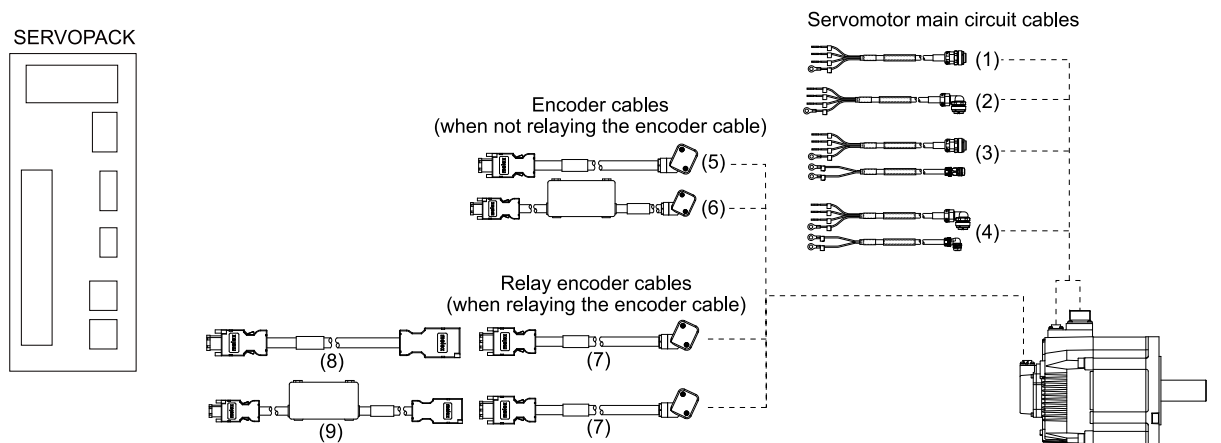 Servomotor main circuit cables
SERVOPACK
(1)
(2)
Encoder cables
(when not relaying the encoder cable)
(3)
(5)
(6)
(4)
Relay encoder cables
(when relaying the encoder cable)
(8)
(7)
(9)
(7)